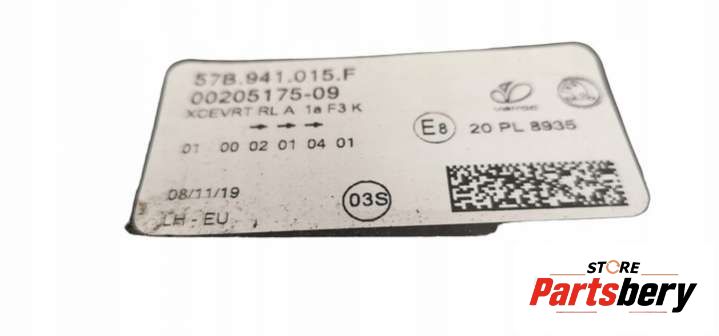 57B.941.015.F
00205175-09
XCEVRT RL A 1a F3 K
E8 20 PL 8935
01 00 02 01 04 01
08/11/19
03S
LH - EU
STORE
Partsbery